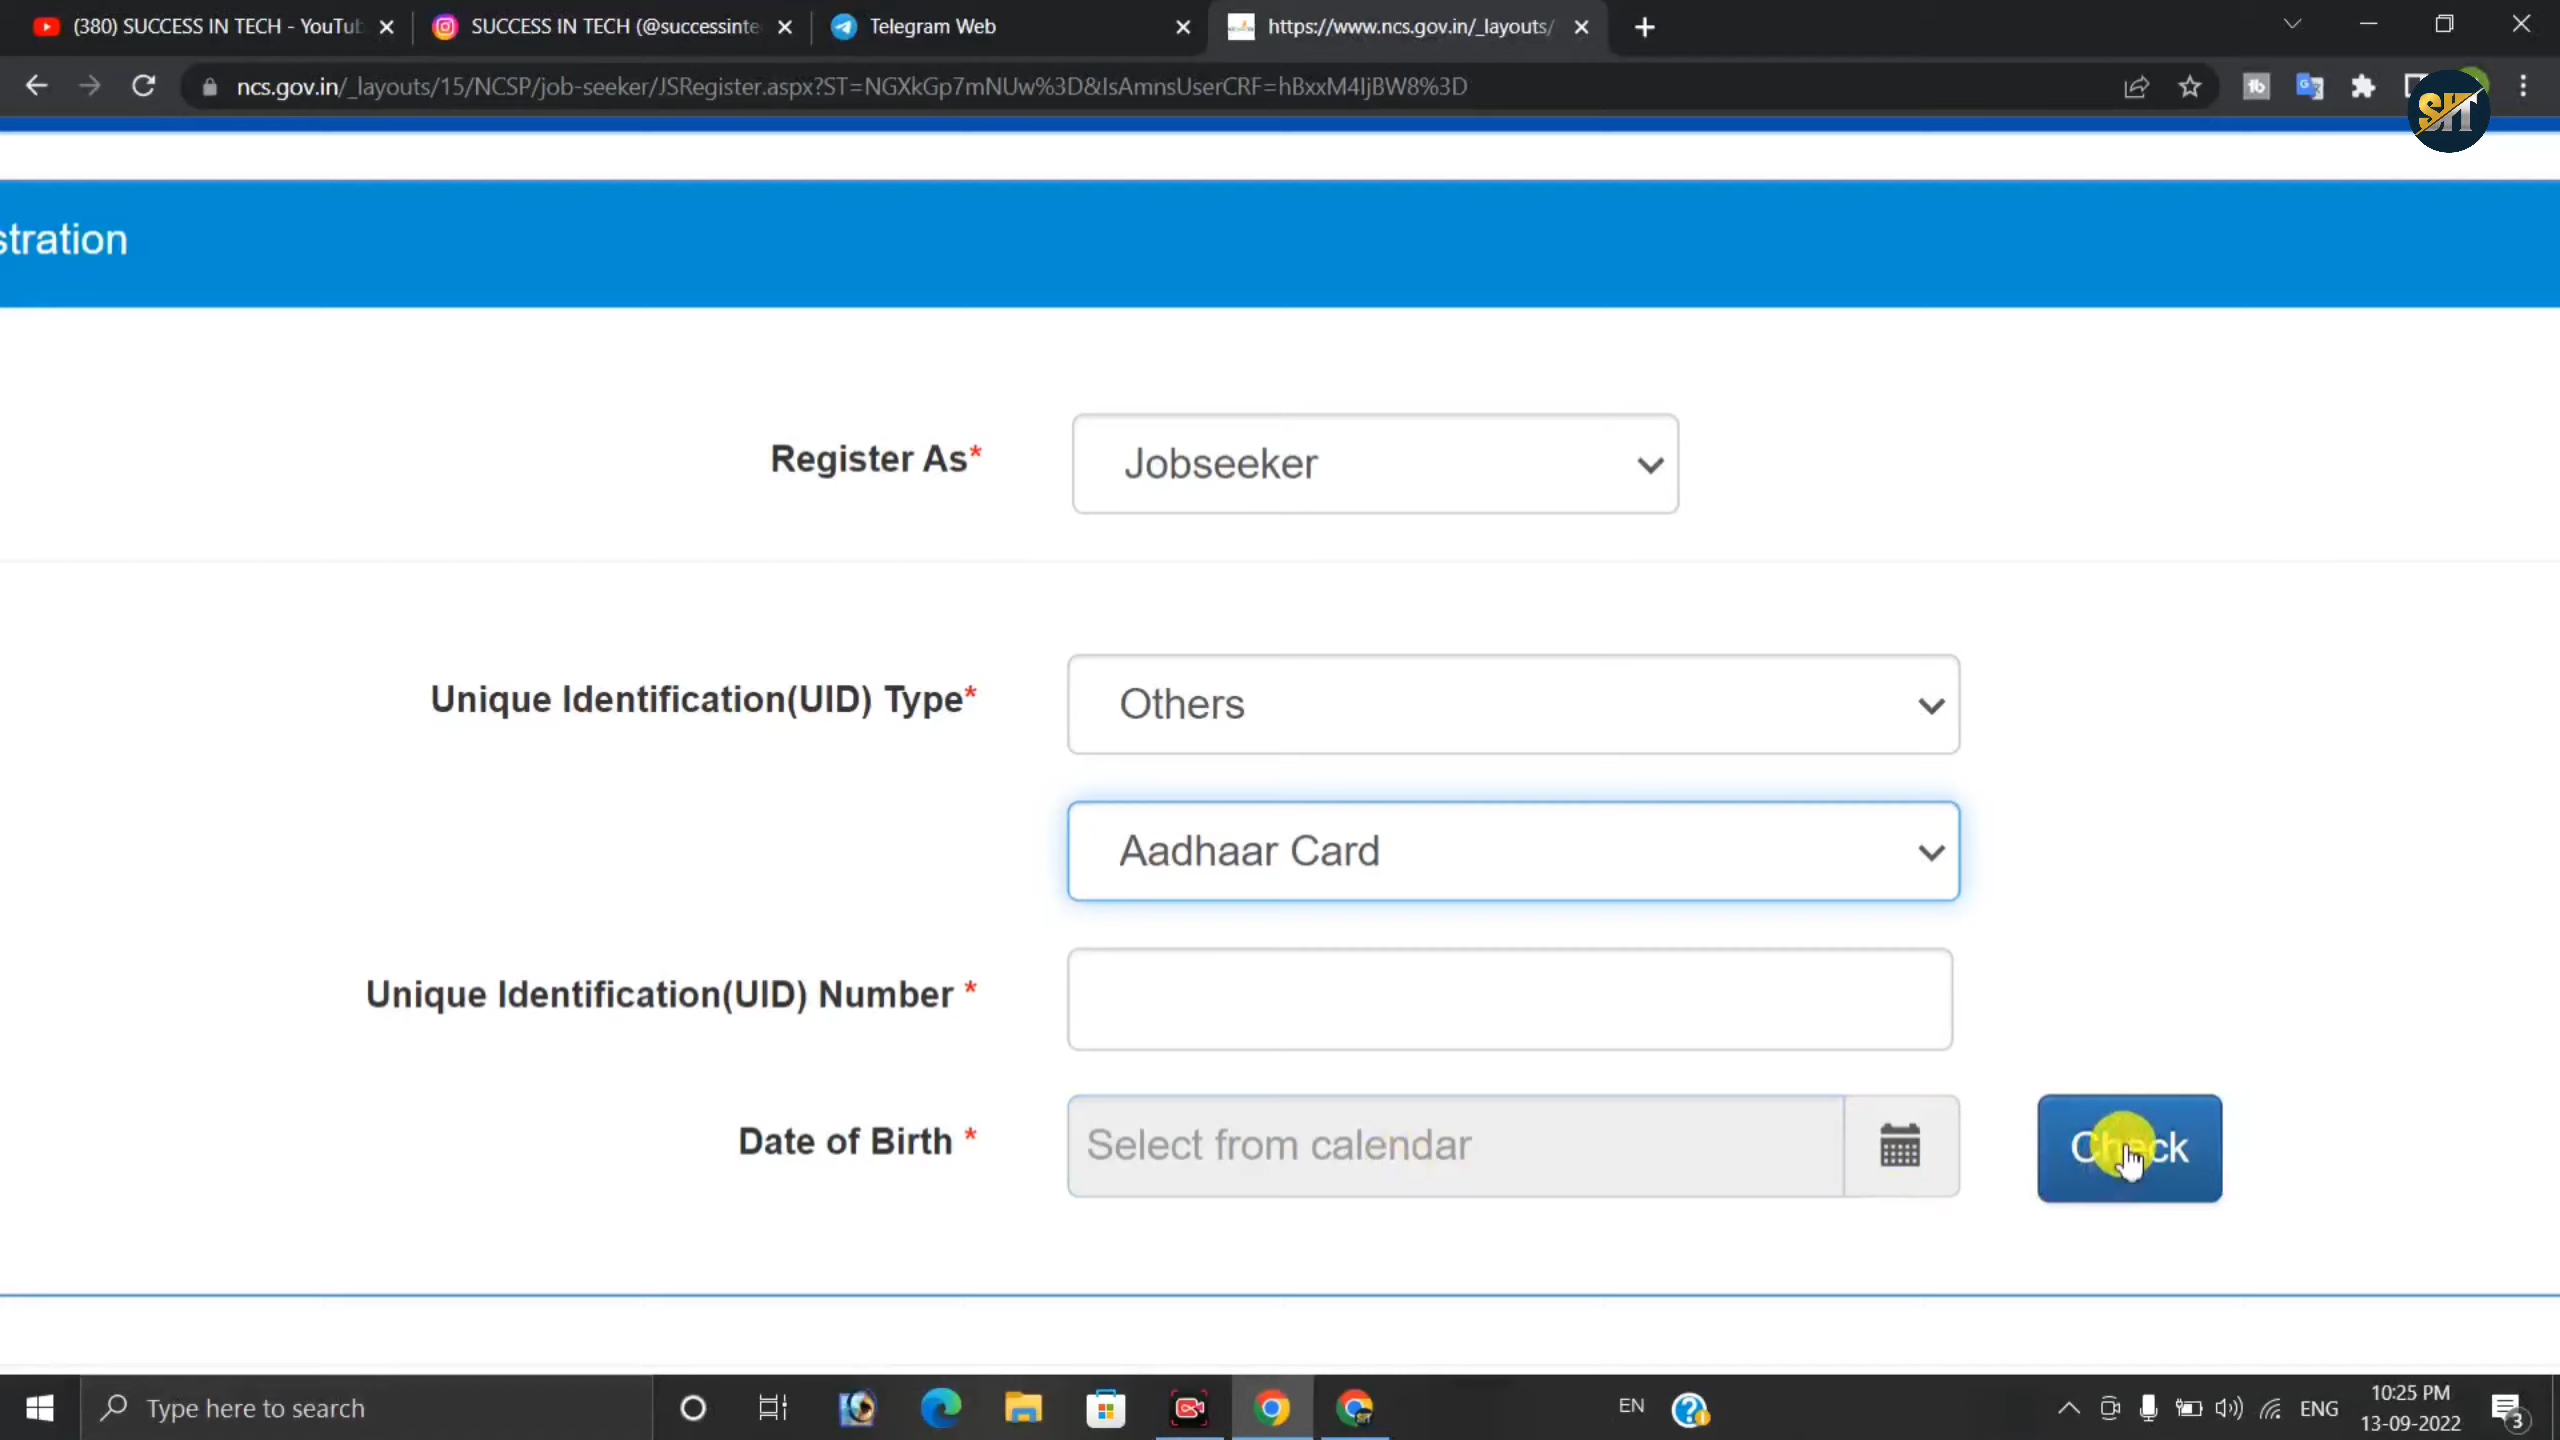 (380) SUCCESS IN TECH - YouTub
SUCCESS IN TECH (@successinte
Telegram Web
https://www.ncs.gov.in/_layouts/
ncs.gov.in/_layouts/15/NCSP/job-seeker/JSRegister.aspx?ST=NGXkGp7mNUw%3D&IsAmnsUserCRF=hBxxM4IjBW8%3D
SIT
stration
Register As*
Jobseeker
Unique Identification(UID) Type*
Others
Aadhaar Card
Unique Identification(UID) Number *
Date of Birth *
Select from calendar
Check
Type here to search
EN
ENG
10:25 PM
13-09-2022
3